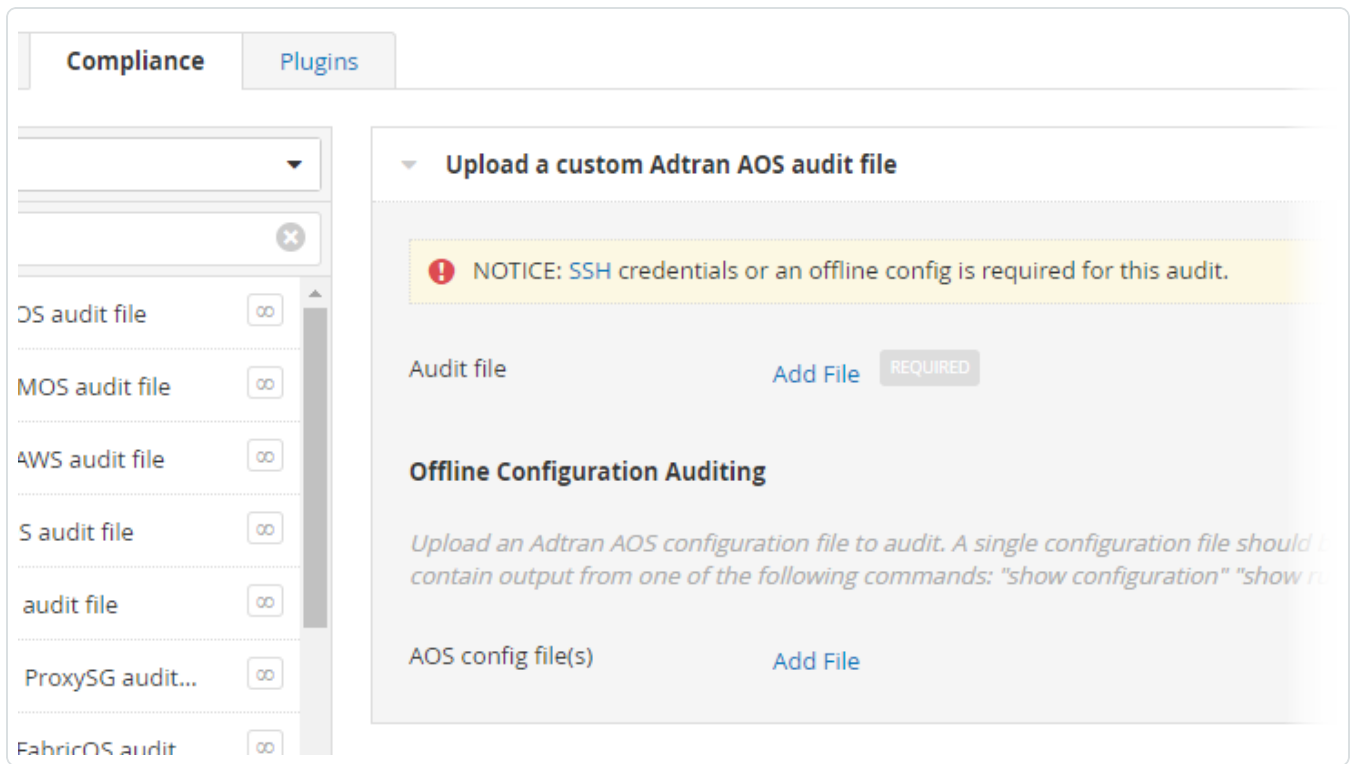 Compliance
Plugins
OS audit file
MOS audit file
AWS audit file
S audit file
audit file
ProxySG audit...
FabricOS audit
Upload a custom Adtran AOS audit file
NOTICE: SSH credentials or an offline config is required for this audit.
Audit file
Add File
REQUIRED
Offline Configuration Auditing
Upload an Adtran AOS configuration file to audit. A single configuration file should
contain output from one of the following commands: "show configuration" "show
AOS config file(s)
Add File